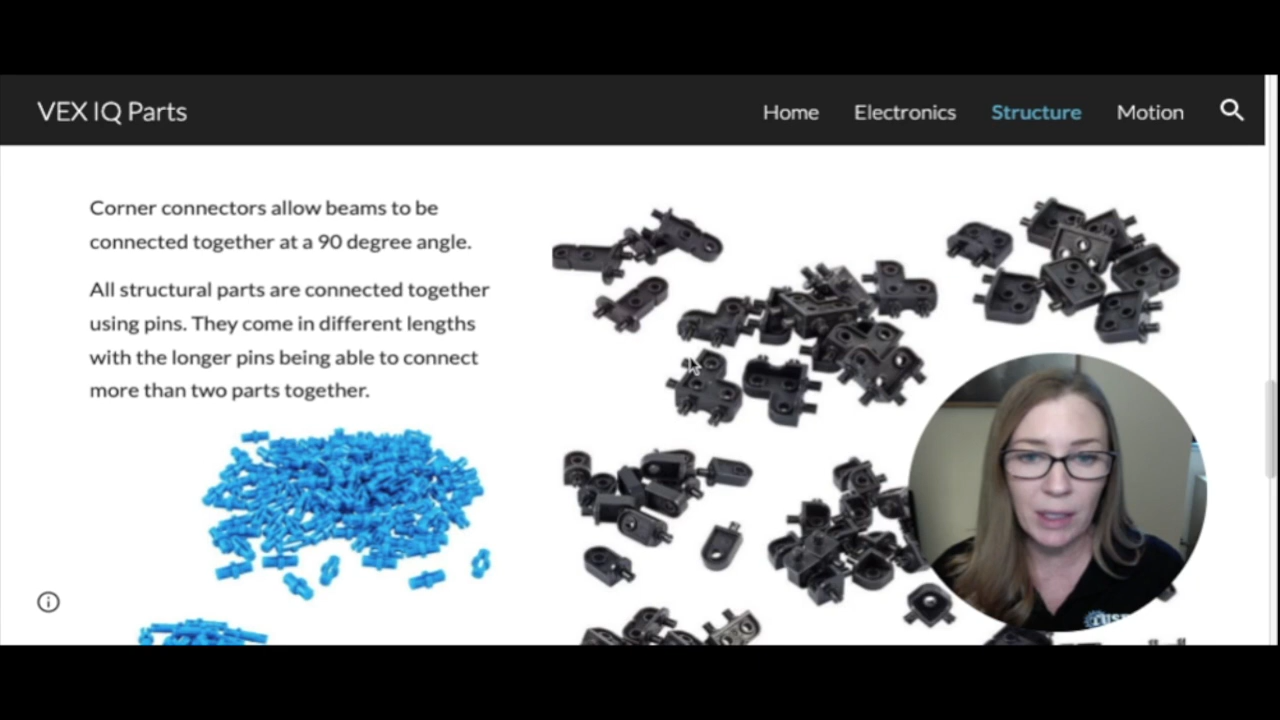 VEX IQ Parts
Home
Electronics
Structure
Motion
Corner connectors allow beams to be
connected together at a 90 degree angle.
All structural parts are connected together
using pins. They come in different lengths
with the longer pins being able to connect
more than two parts together.